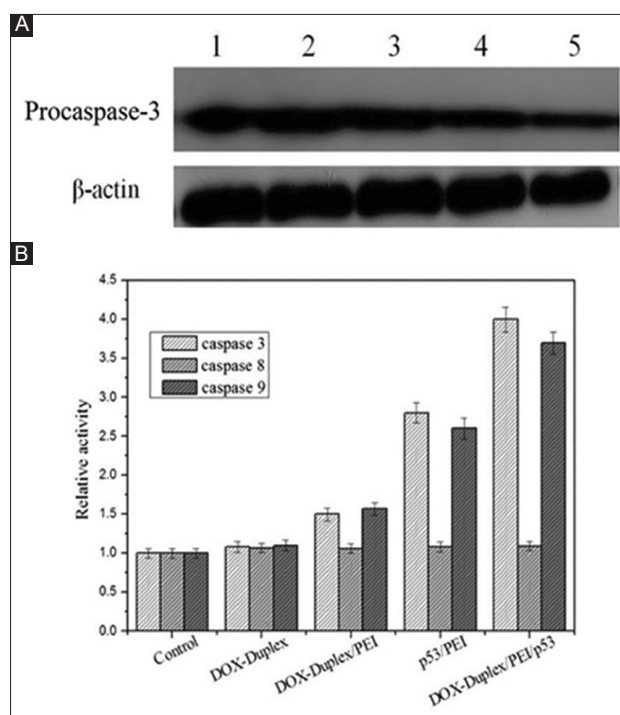 A
1 2 3 4 5
Procaspase-3
β-actin
B
4.5
4.0
3.5
3.0
2.5
2.0
1.5
1.0
0.5
0.0
Relative activity
caspase 3
caspase 8
caspase 9
Control
DOX-Duplex
DOX-Duplex/PEI
p53/PEI
DOX-Duplex/PEI/p53